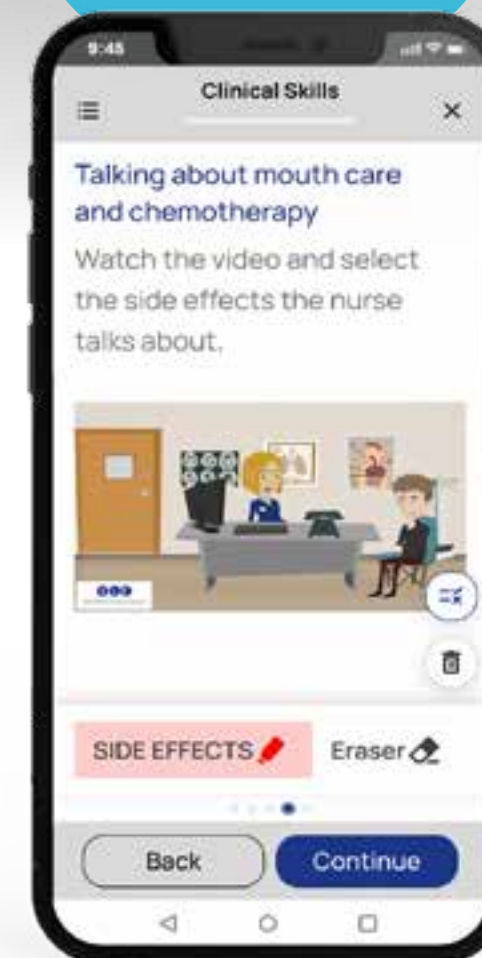 9:45
Clinical Skills
Talking about mouth care
and chemotherapy
Watch the video and select
the side effects the nurse
talks about.
SIDE EFFECTS
Eraser
Back
Continue